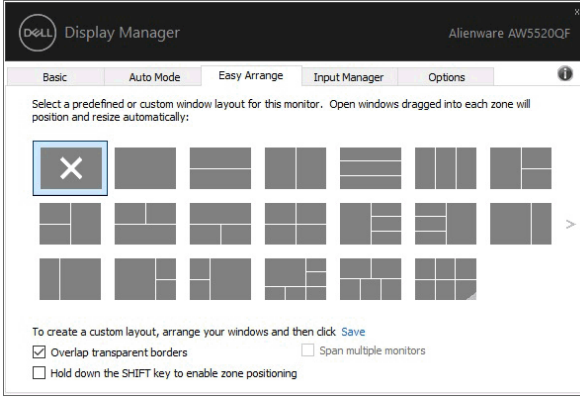 DELL Display Manager
Alienware AW5520QF
Basic
Auto Mode
Easy Arrange
Input Manager
Options
Select a predefined or custom window layout for this monitor. Open windows dragged into each zone will
position and resize automatically:
To create a custom layout, arrange your windows and then click Save
Overlap transparent borders
Span multiple monitors
Hold down the SHIFT key to enable zone positioning